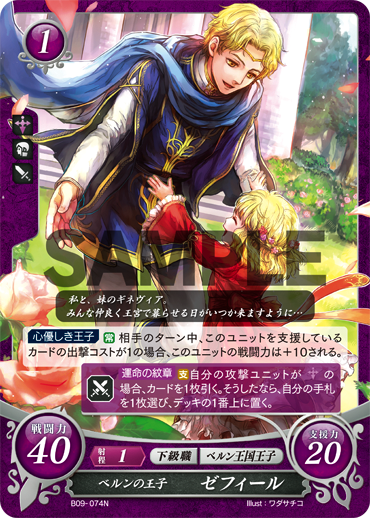 1
SAMPLE
私と、妹のギネヴィア。
みんな仲良く王宮で暮らせる日がいつか来ますように…
心優しき王子 常 相手のターン中、このユニットを支援している
カードの出撃コストが1の場合、このユニットの戦闘力は+10される。
運命の紋章 支 自分の攻撃ユニットが の
場合、カードを1枚引く。そうしたなら、自分の手札
を1枚選び、デッキの1番上に置く。
戦闘力
40
射程 1
下級職
ベルン王国王子
支援力
20
ベルンの王子 ゼフィール
B09-074N
Illust:ワダサチコ